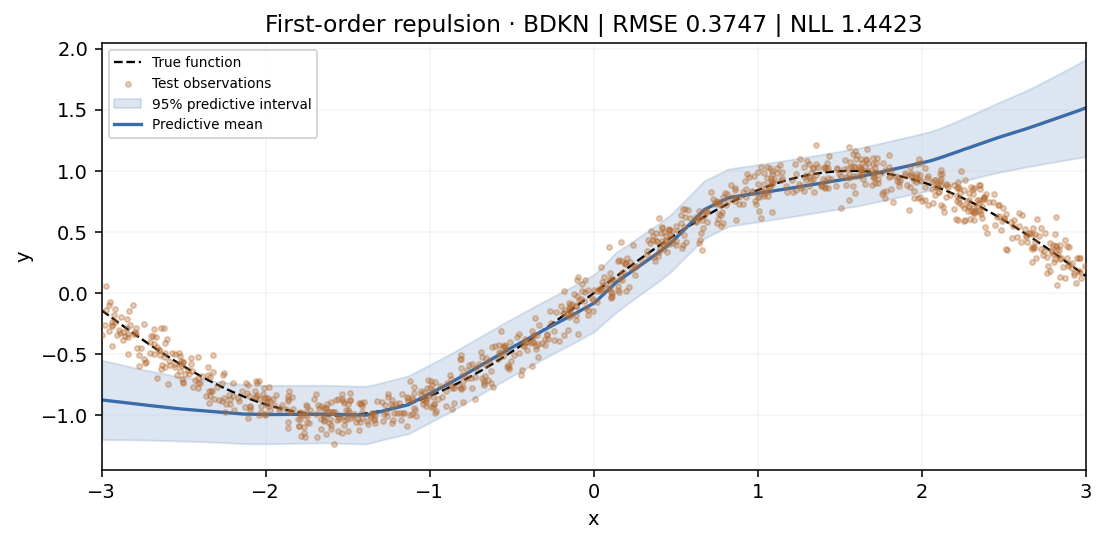 First-order repulsion · BDKN | RMSE 0.3747 | NLL 1.4423
True function
Test observations
95% predictive interval
Predictive mean
y
2.0
1.5
1.0
0.5
0.0
−0.5
−1.0
−3 −2 −1 0 1 2 3
x